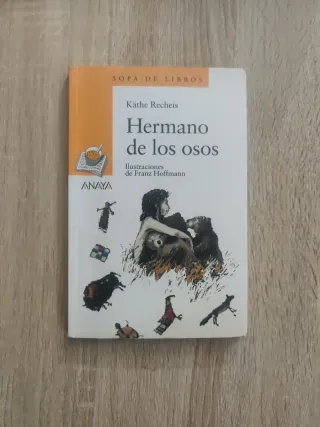 SOPA DE LIBROS
Käthe Recheis
Hermano
de los osos
Ilustraciones
de Franz Hoffmann
ANAYA